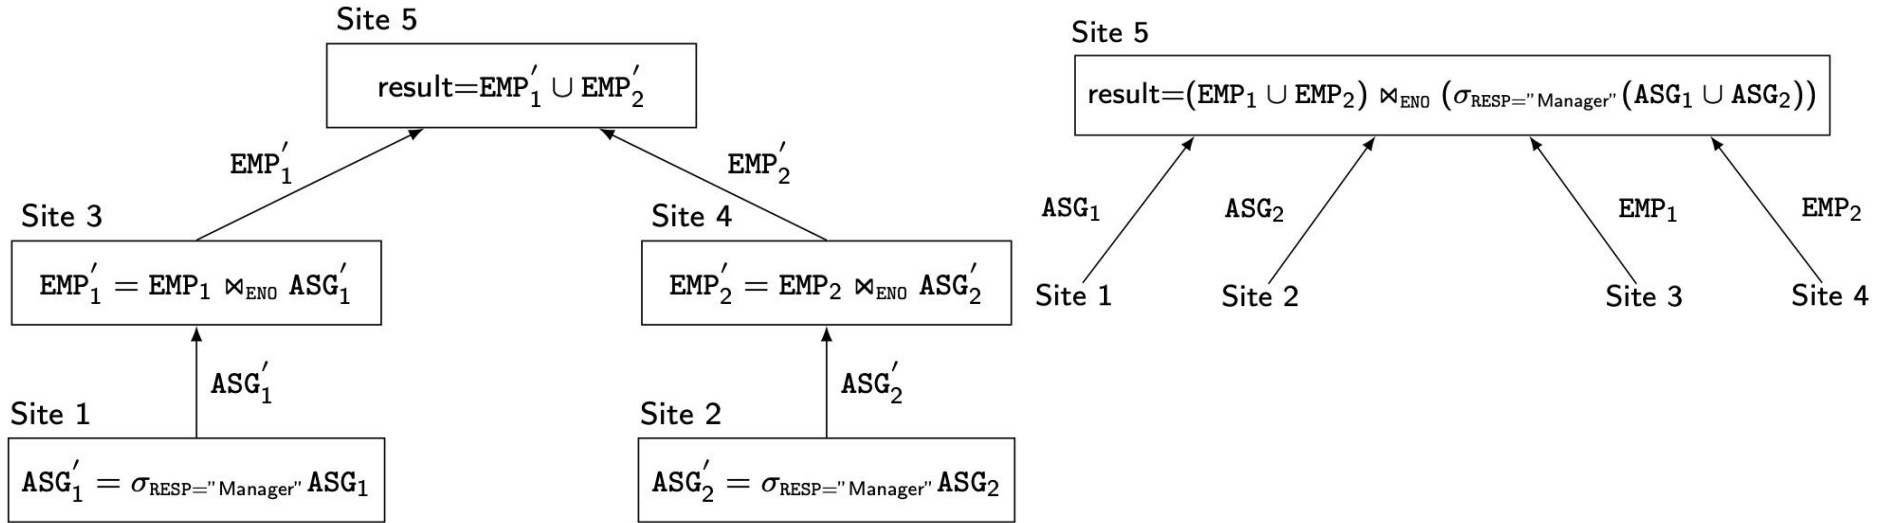 Site 5
result=EMP′₁ ∪ EMP′₂
EMP′₁
EMP′₂
Site 3
EMP′₁ = EMP₁ ⋈ENO ASG′₁
Site 4
EMP′₂ = EMP₂ ⋈ENO ASG′₂
ASG′₁
ASG′₂
Site 1
ASG′₁ = σRESP="Manager" ASG₁
Site 2
ASG′₂ = σRESP="Manager" ASG₂
Site 5
result=(EMP₁ ∪ EMP₂) ⋈ENO (σRESP="Manager"(ASG₁ ∪ ASG₂))
ASG₁
ASG₂
EMP₁
EMP₂
Site 1
Site 2
Site 3
Site 4